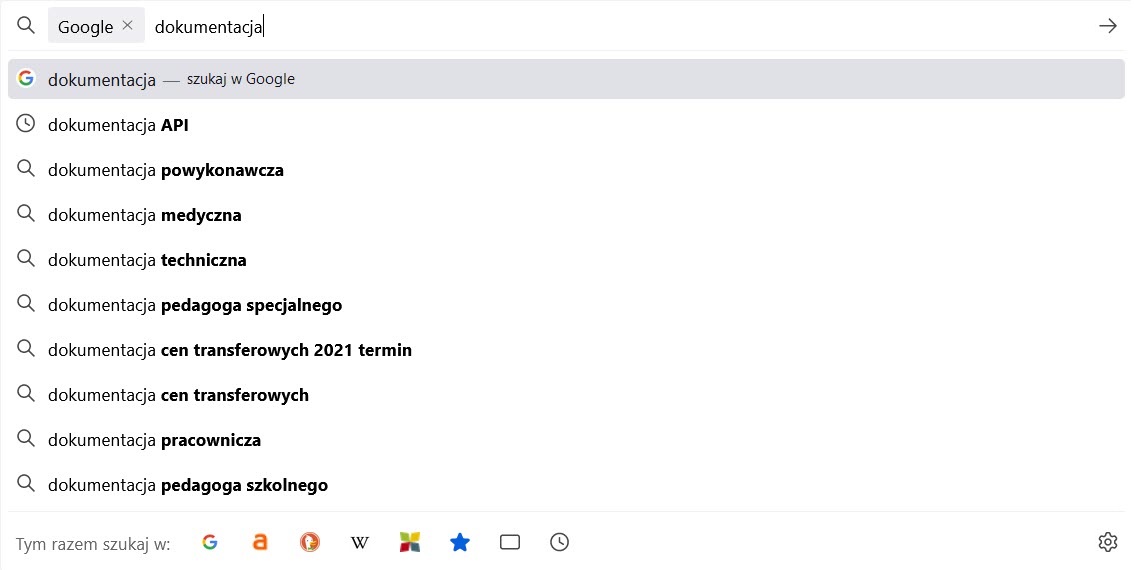 Google dokumentacja
dokumentacja — szukaj w Google
dokumentacja API
dokumentacja powykonawcza
dokumentacja medyczna
dokumentacja techniczna
dokumentacja pedagoga specjalnego
dokumentacja cen transferowych 2021 termin
dokumentacja cen transferowych
dokumentacja pracownicza
dokumentacja pedagoga szkolnego
Tym razem szukaj w: